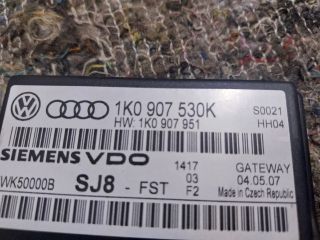 1K0 907 530K S0021
HW: 1K0 907 951 HH04
SIEMENS VDO 1417 GATEWAY
WK50000B SJ8 - FST 03 04.05.07
F2 Made in Czech Republic